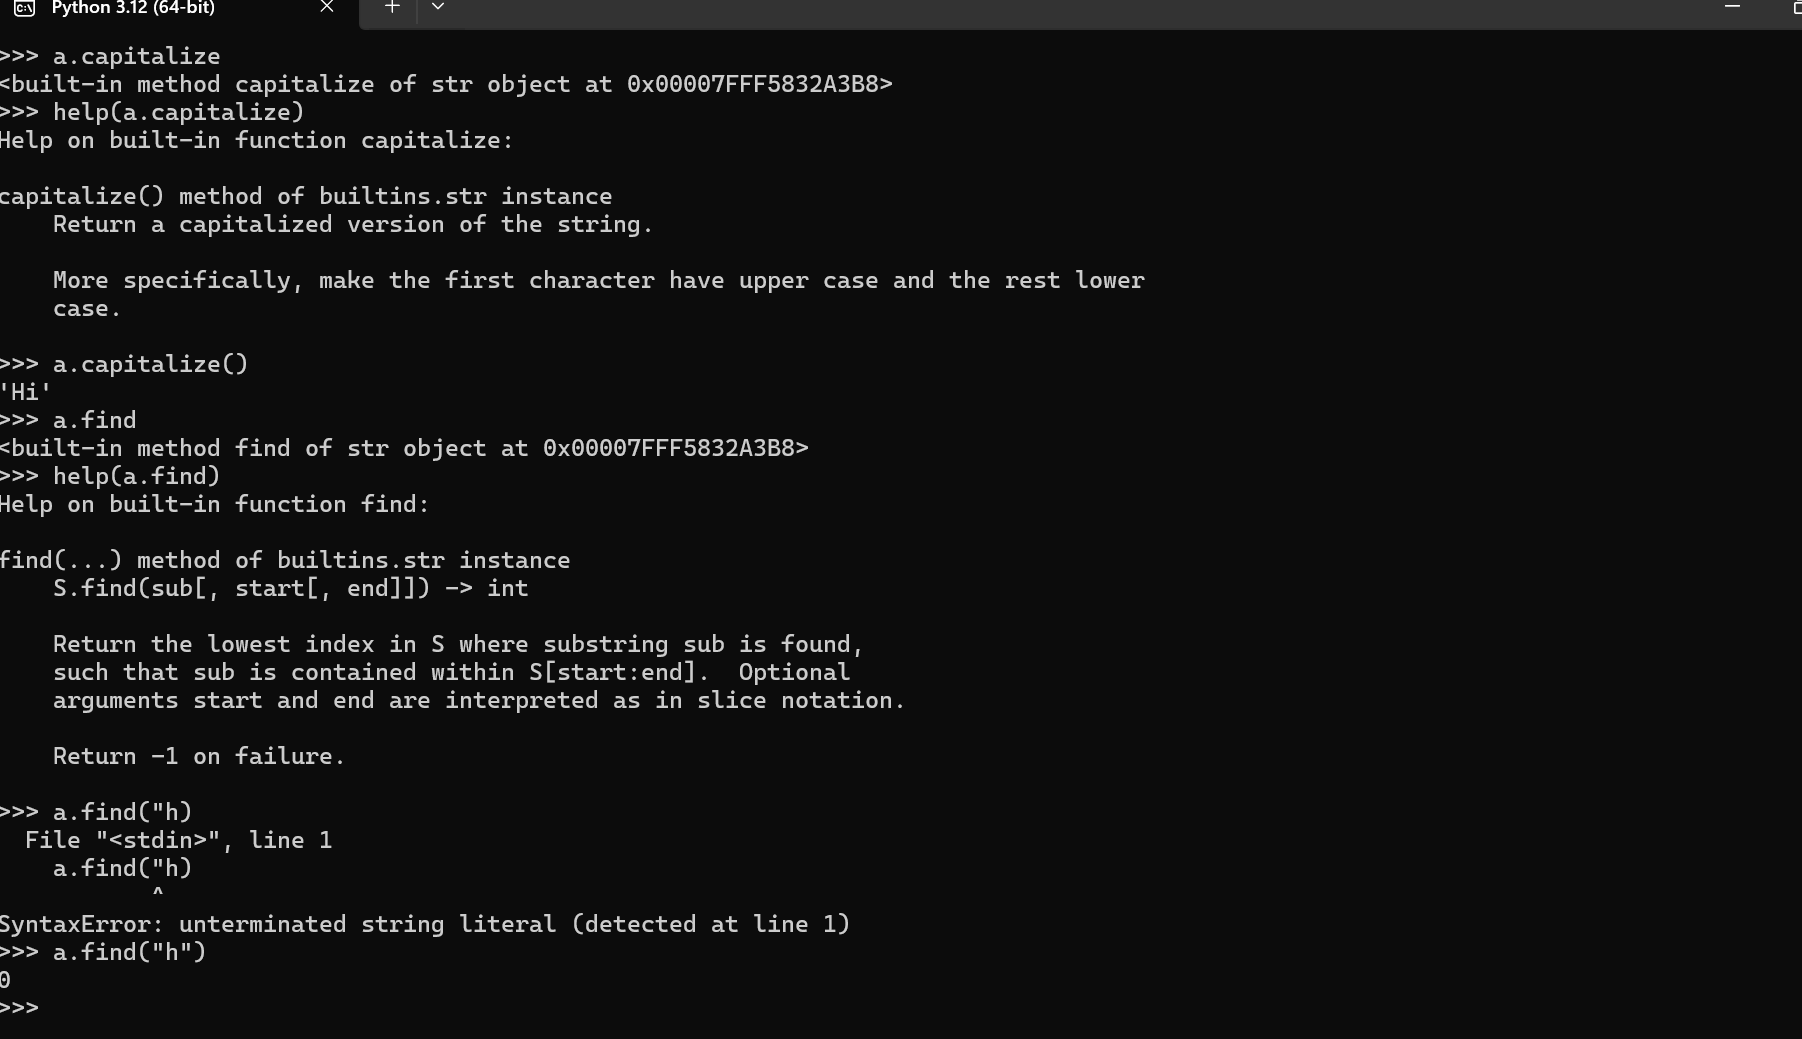 Python 3.12 (64-bit)
>>> a.capitalize
<built-in method capitalize of str object at 0x00007FFF5832A3B8>
>>> help(a.capitalize)
Help on built-in function capitalize:

capitalize() method of builtins.str instance
    Return a capitalized version of the string.

    More specifically, make the first character have upper case and the rest lower
    case.

>>> a.capitalize()
'Hi'
>>> a.find
<built-in method find of str object at 0x00007FFF5832A3B8>
>>> help(a.find)
Help on built-in function find:

find(...) method of builtins.str instance
    S.find(sub[, start[, end]]) -> int

    Return the lowest index in S where substring sub is found,
    such that sub is contained within S[start:end].  Optional
    arguments start and end are interpreted as in slice notation.

    Return -1 on failure.

>>> a.find("h)
  File "<stdin>", line 1
    a.find("h)
           ^
SyntaxError: unterminated string literal (detected at line 1)
>>> a.find("h")
0
>>>